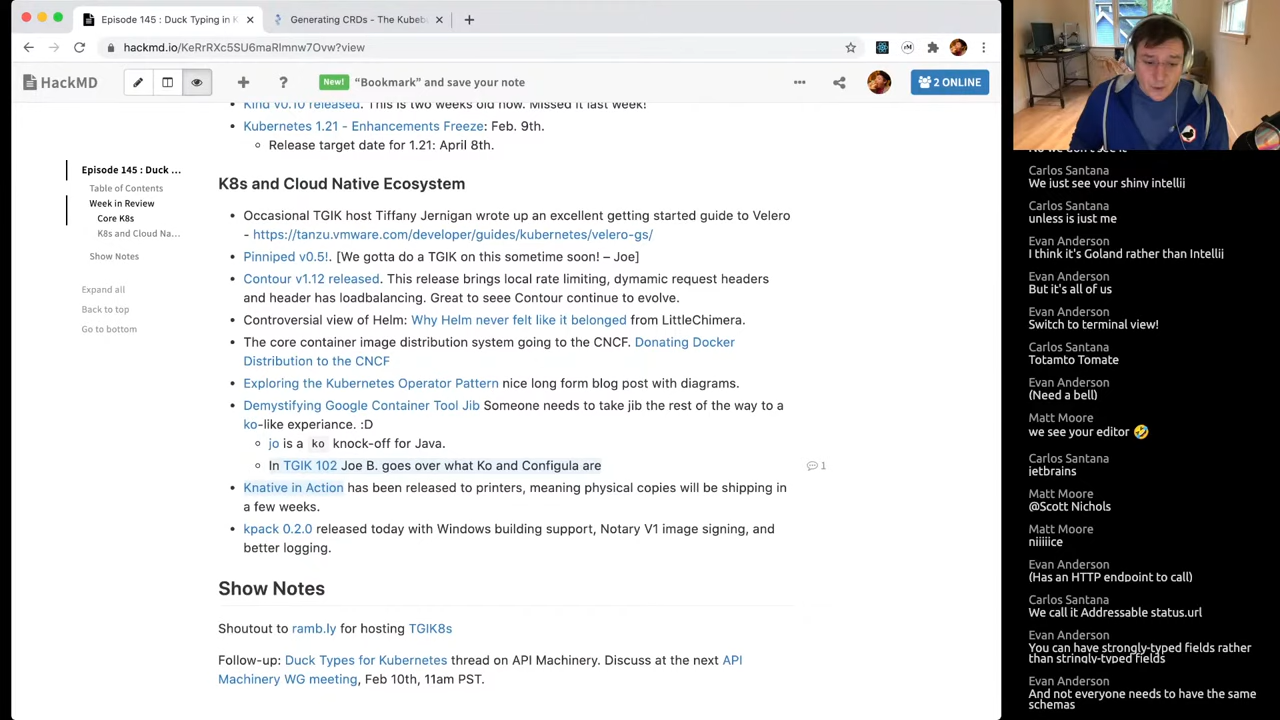 Episode 145 : Duck Typing in K
Generating CRDs - The Kubebu
hackmd.io/KeRrRXc5SU6maRlmnw7Ovw?view
HackMD
New! "Bookmark" and save your note
2 ONLINE
Kind v0.10 released. This is two weeks old now. Missed it last week!
Kubernetes 1.21 - Enhancements Freeze: Feb. 9th.
Release target date for 1.21: April 8th.
Episode 145 : Duck ...
Table of Contents
Week in Review
Core K8s
K8s and Cloud Na...
Show Notes
Expand all
Back to top
Go to bottom
K8s and Cloud Native Ecosystem
Occasional TGIK host Tiffany Jernigan wrote up an excellent getting started guide to Velero
- https://tanzu.vmware.com/developer/guides/kubernetes/velero-gs/
Pinniped v0.5!. [We gotta do a TGIK on this sometime soon! – Joe]
Contour v1.12 released. This release brings local rate limiting, dymamic request headers
and header has loadbalancing. Great to seee Contour continue to evolve.
Controversial view of Helm: Why Helm never felt like it belonged from LittleChimera.
The core container image distribution system going to the CNCF. Donating Docker
Distribution to the CNCF
Exploring the Kubernetes Operator Pattern nice long form blog post with diagrams.
Demystifying Google Container Tool Jib Someone needs to take jib the rest of the way to a
ko-like experiance. :D
jo is a ko knock-off for Java.
In TGIK 102 Joe B. goes over what Ko and Configula are
1
Knative in Action has been released to printers, meaning physical copies will be shipping in
a few weeks.
kpack 0.2.0 released today with Windows building support, Notary V1 image signing, and
better logging.
Show Notes
Shoutout to ramb.ly for hosting TGIK8s
Follow-up: Duck Types for Kubernetes thread on API Machinery. Discuss at the next API
Machinery WG meeting, Feb 10th, 11am PST.
Carlos Santana
We just see your shiny intellij
Carlos Santana
unless is just me
Evan Anderson
I think it's Goland rather than Intellij
Evan Anderson
But it's all of us
Evan Anderson
Switch to terminal view!
Carlos Santana
Totamto Tomate
Evan Anderson
(Need a bell)
Matt Moore
we see your editor 🤣
Carlos Santana
jetbrains
Matt Moore
@Scott Nichols
Matt Moore
niiiiice
Evan Anderson
(Has an HTTP endpoint to call)
Carlos Santana
We call it Addressable status.url
Evan Anderson
You can have strongly-typed fields rather
than stringly-typed fields
Evan Anderson
And not everyone needs to have the same
schemas